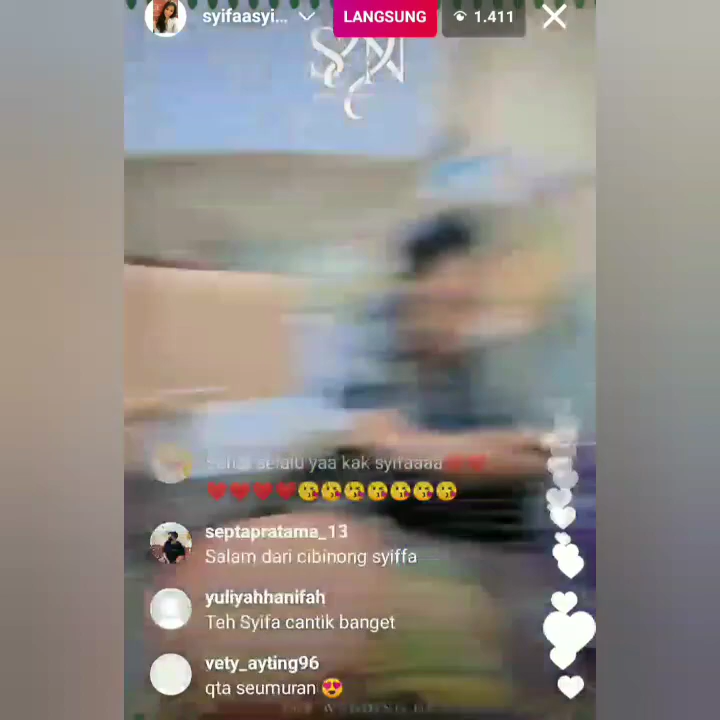 syifaasyi...
LANGSUNG
1.411
selalu yaa kak syifaaaa❤️❤️
❤️❤️❤️❤️😘😘😘😘😘😘😘
septapratama_13
Salam dari cibinong syiffa
yuliyahhanifah
Teh Syifa cantik banget
vety_ayting96
qta seumuran 😍